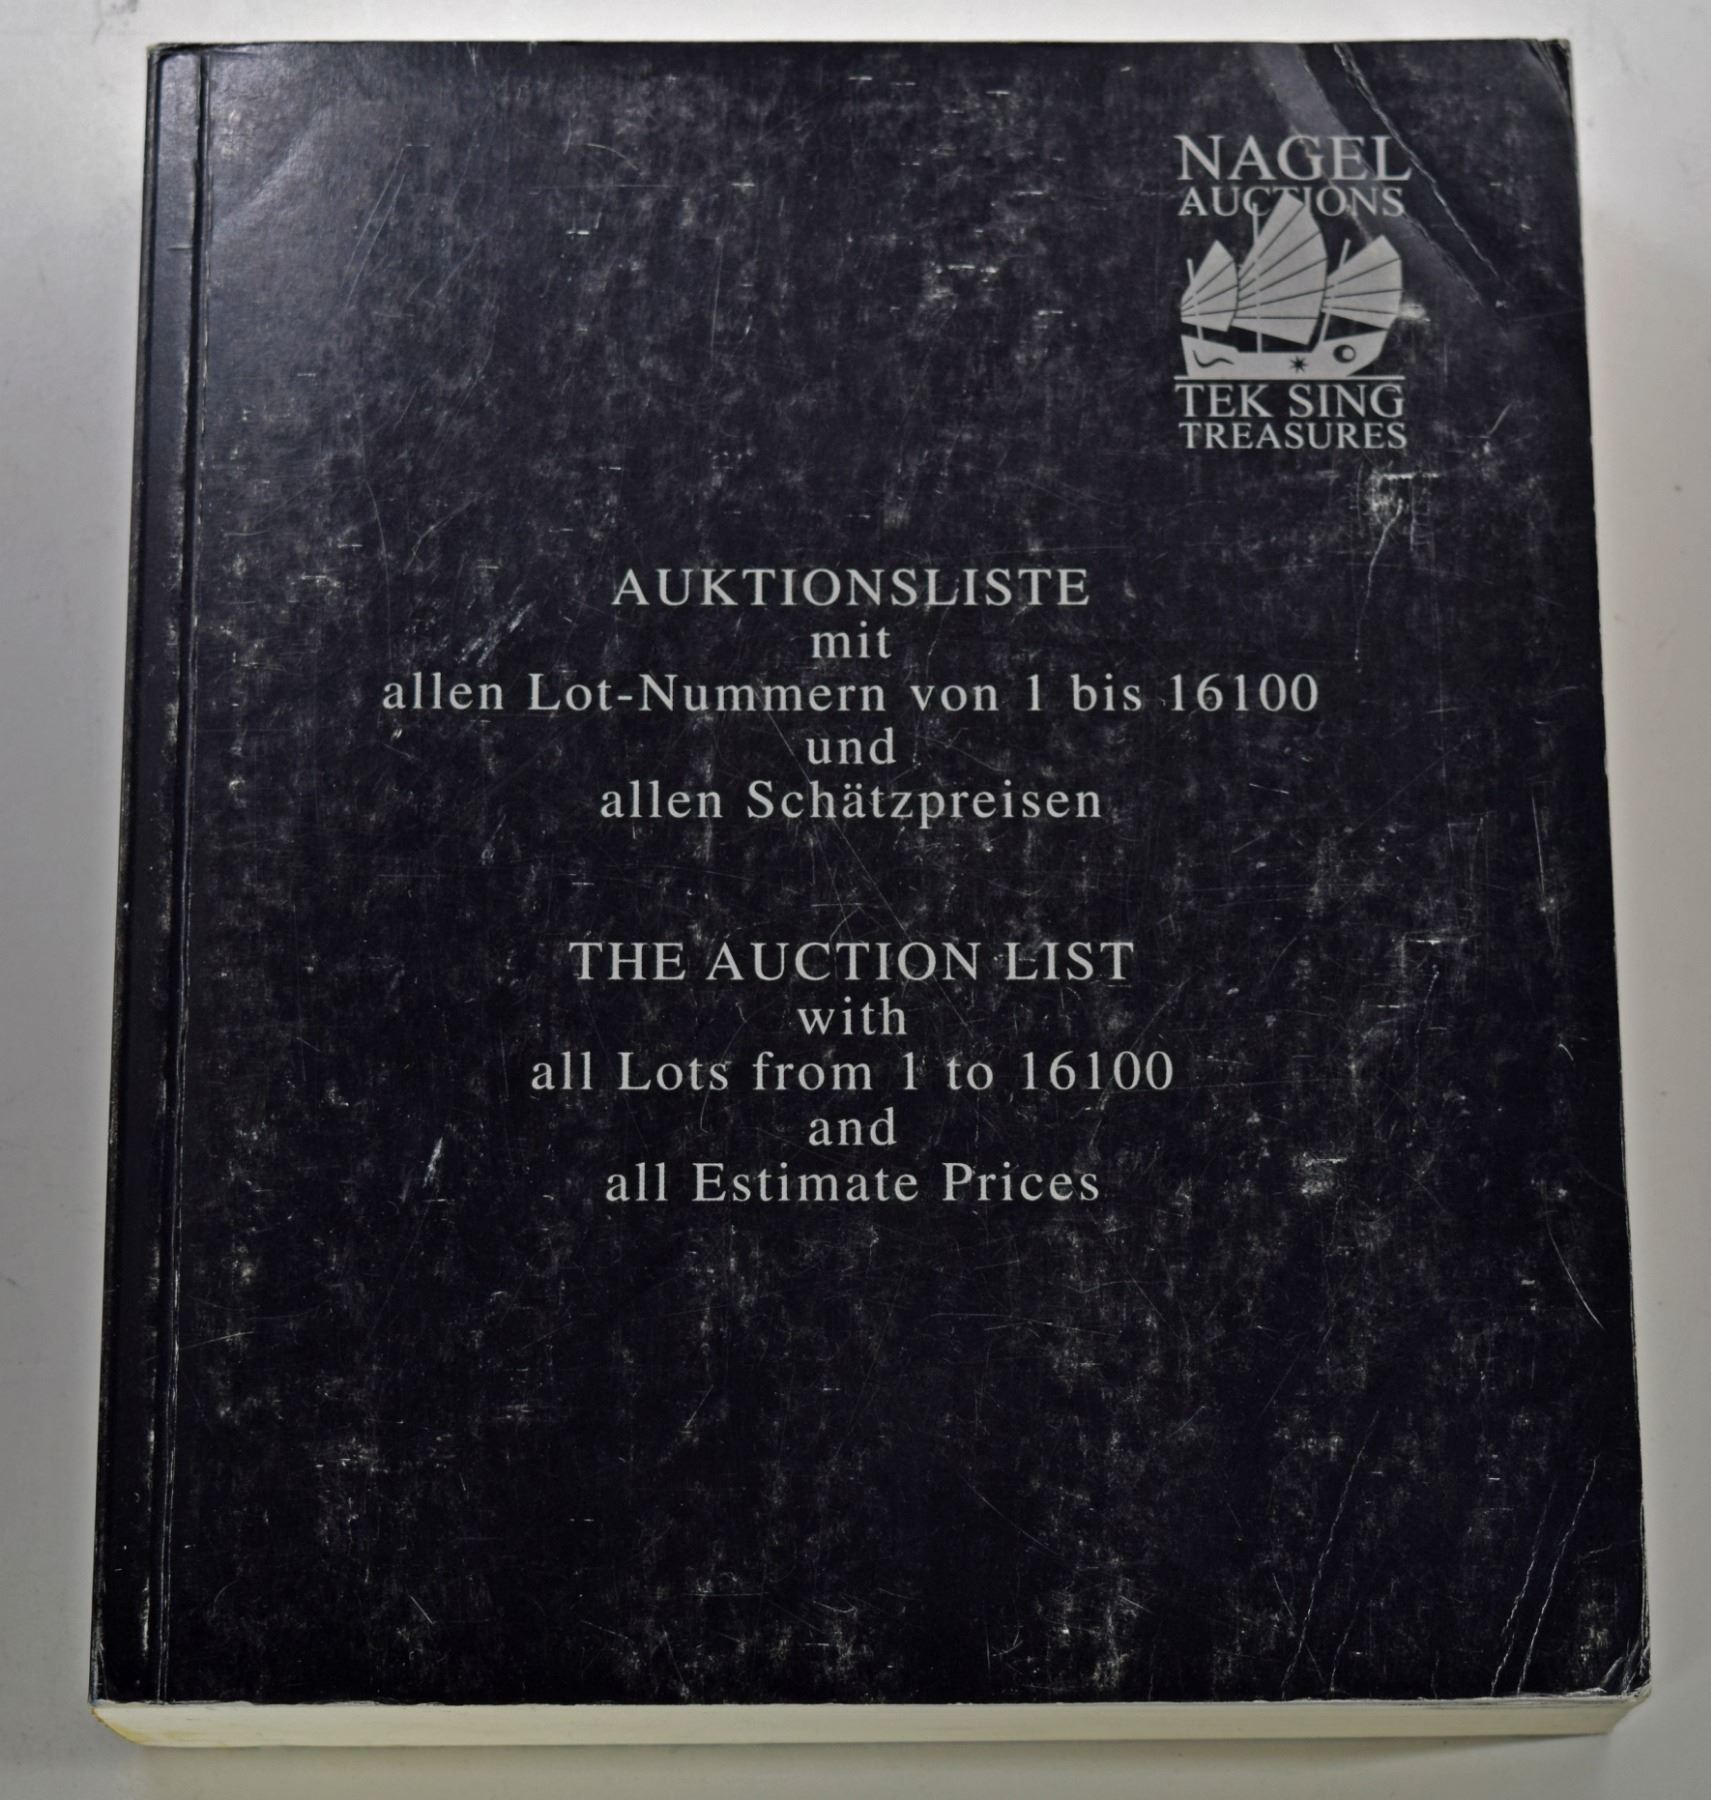 NAGEL
AUCTIONS
TEK SING
TREASURES
AUKTIONSLISTE
mit
allen Lot-Nummern von 1 bis 16100
und
allen Schätzpreisen
THE AUCTION LIST
with
all Lots from 1 to 16100
and
all Estimate Prices